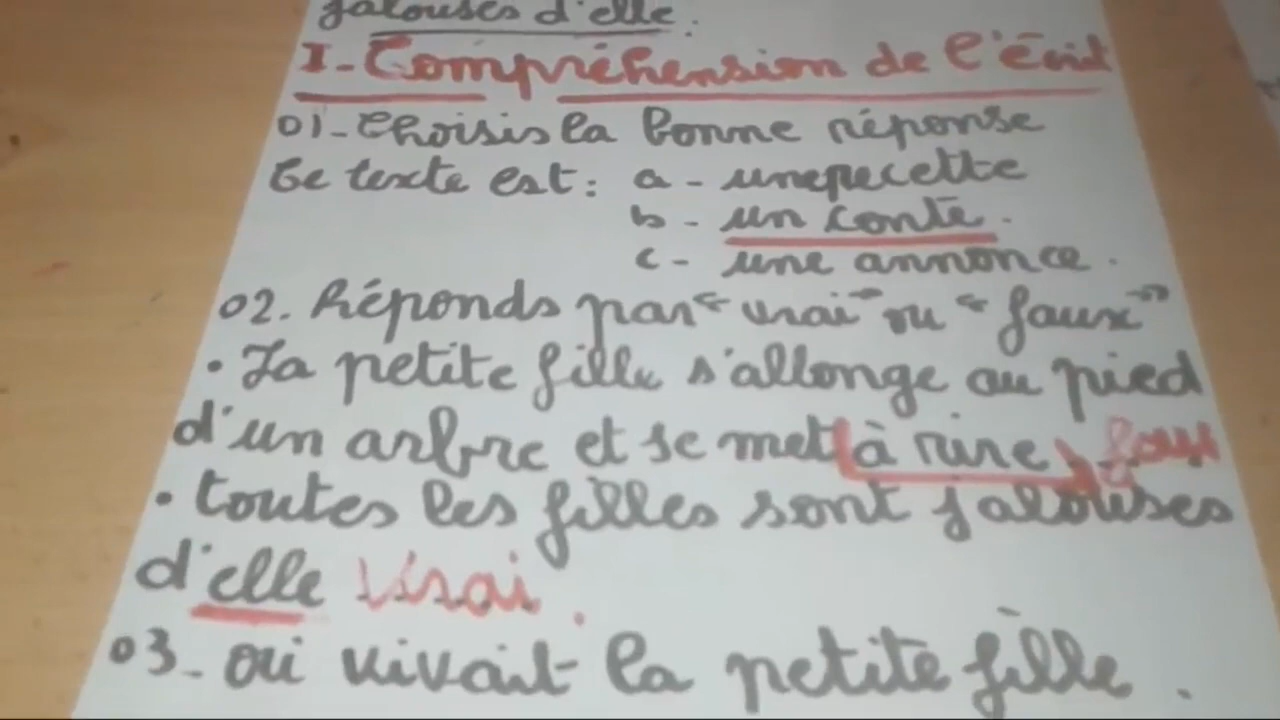 jalouses d'elle.
I- Compréhension de l'écrit
01- Choisis la bonne réponse
Le texte est : a - une recette
b - un conte.
c - une annonce.
02. Réponds par "vrai" ou "faux"
• La petite fille s'allonge au pied
d'un arbre et se met à rire, faux
• toutes les filles sont jalouses
d'elle Vrai.
03- où vivait la petite fille.